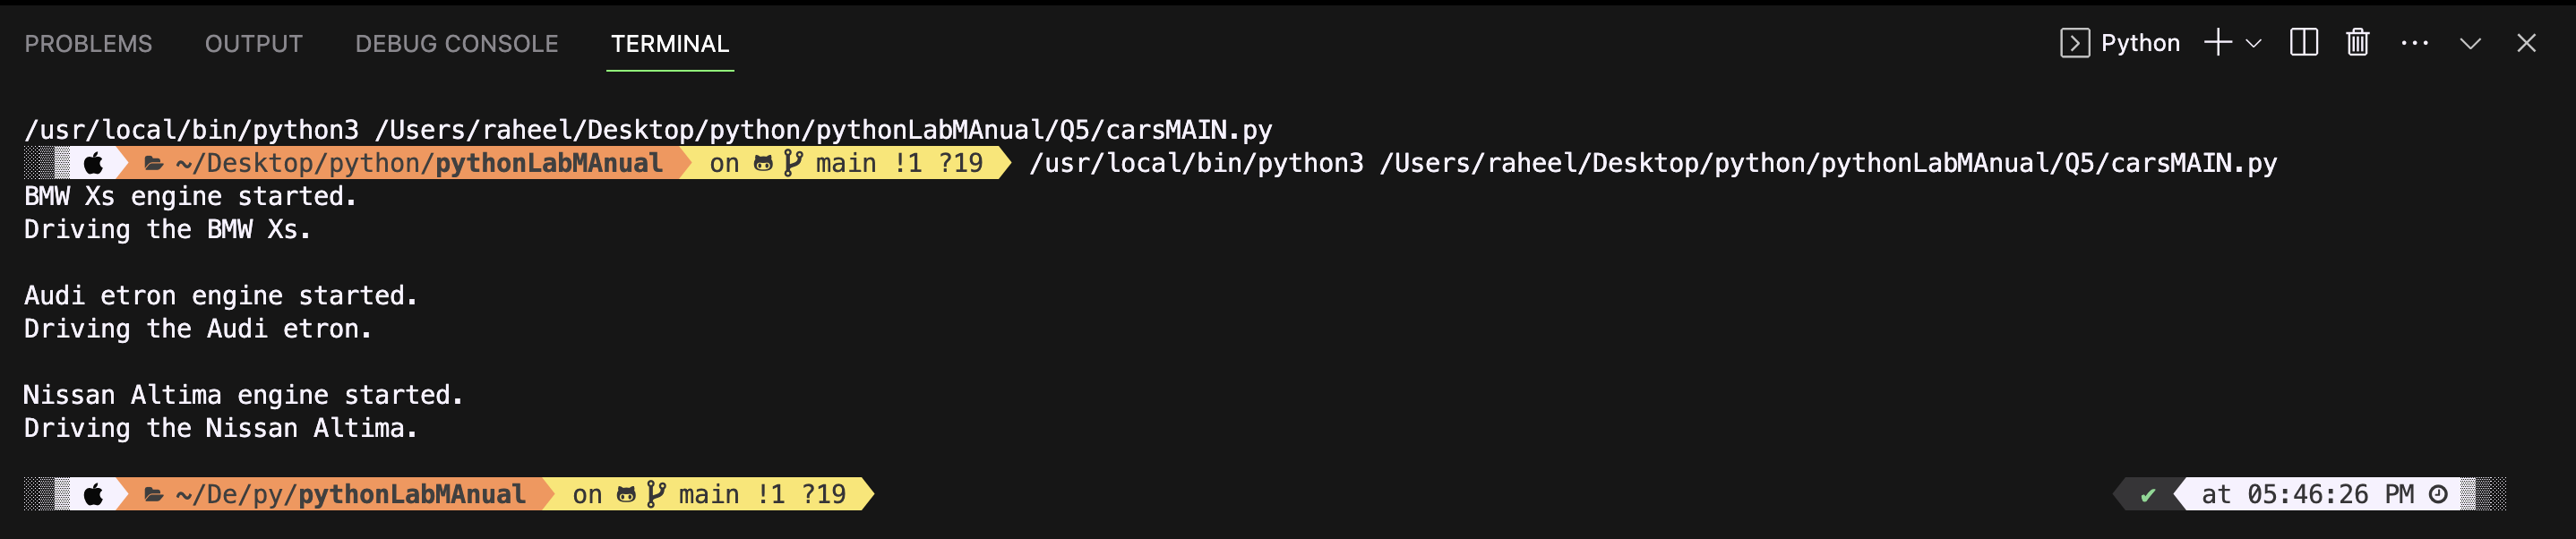 PROBLEMS OUTPUT DEBUG CONSOLE TERMINAL Python
/usr/local/bin/python3 /Users/raheel/Desktop/python/pythonLabMAnual/Q5/carsMAIN.py
~/Desktop/python/pythonLabMAnual on main !1 ?19 /usr/local/bin/python3 /Users/raheel/Desktop/python/pythonLabMAnual/Q5/carsMAIN.py
BMW Xs engine started.
Driving the BMW Xs.
Audi etron engine started.
Driving the Audi etron.
Nissan Altima engine started.
Driving the Nissan Altima.
~/De/py/pythonLabMAnual on main !1 ?19 ✔ at 05:46:26 PM